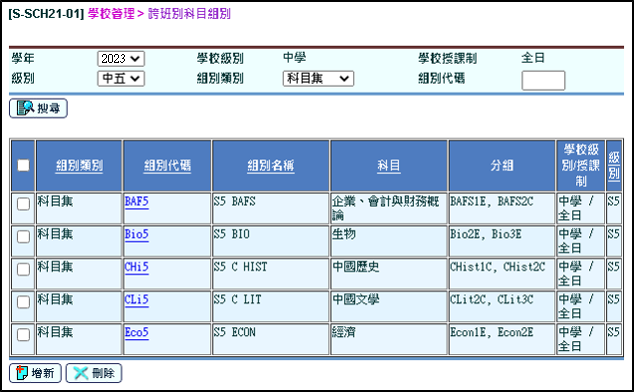 [S-SCH21-01] 學校管理 > 跨班別科目組別
學年 2023 學校級別 中學 學校授課制 全日
級別 中五 組別類別 科目集 組別代碼
搜尋
組別類別 組別代碼 組別名稱 科目 分組 學校級別/授課制 級別
科目集 BAF5 S5 BAFS 企業、會計與財務概論 BAFS1E, BAFS2C 中學 / 全日 S5
科目集 Bio5 S5 BIO 生物 Bio2E, Bio3E 中學 / 全日 S5
科目集 CHi5 S5 C HIST 中國歷史 CHist1C, CHist2C 中學 / 全日 S5
科目集 CLi5 S5 C LIT 中國文學 CLit2C, CLit3C 中學 / 全日 S5
科目集 Eco5 S5 ECON 經濟 Econ1E, Econ2E 中學 / 全日 S5
增新 刪除